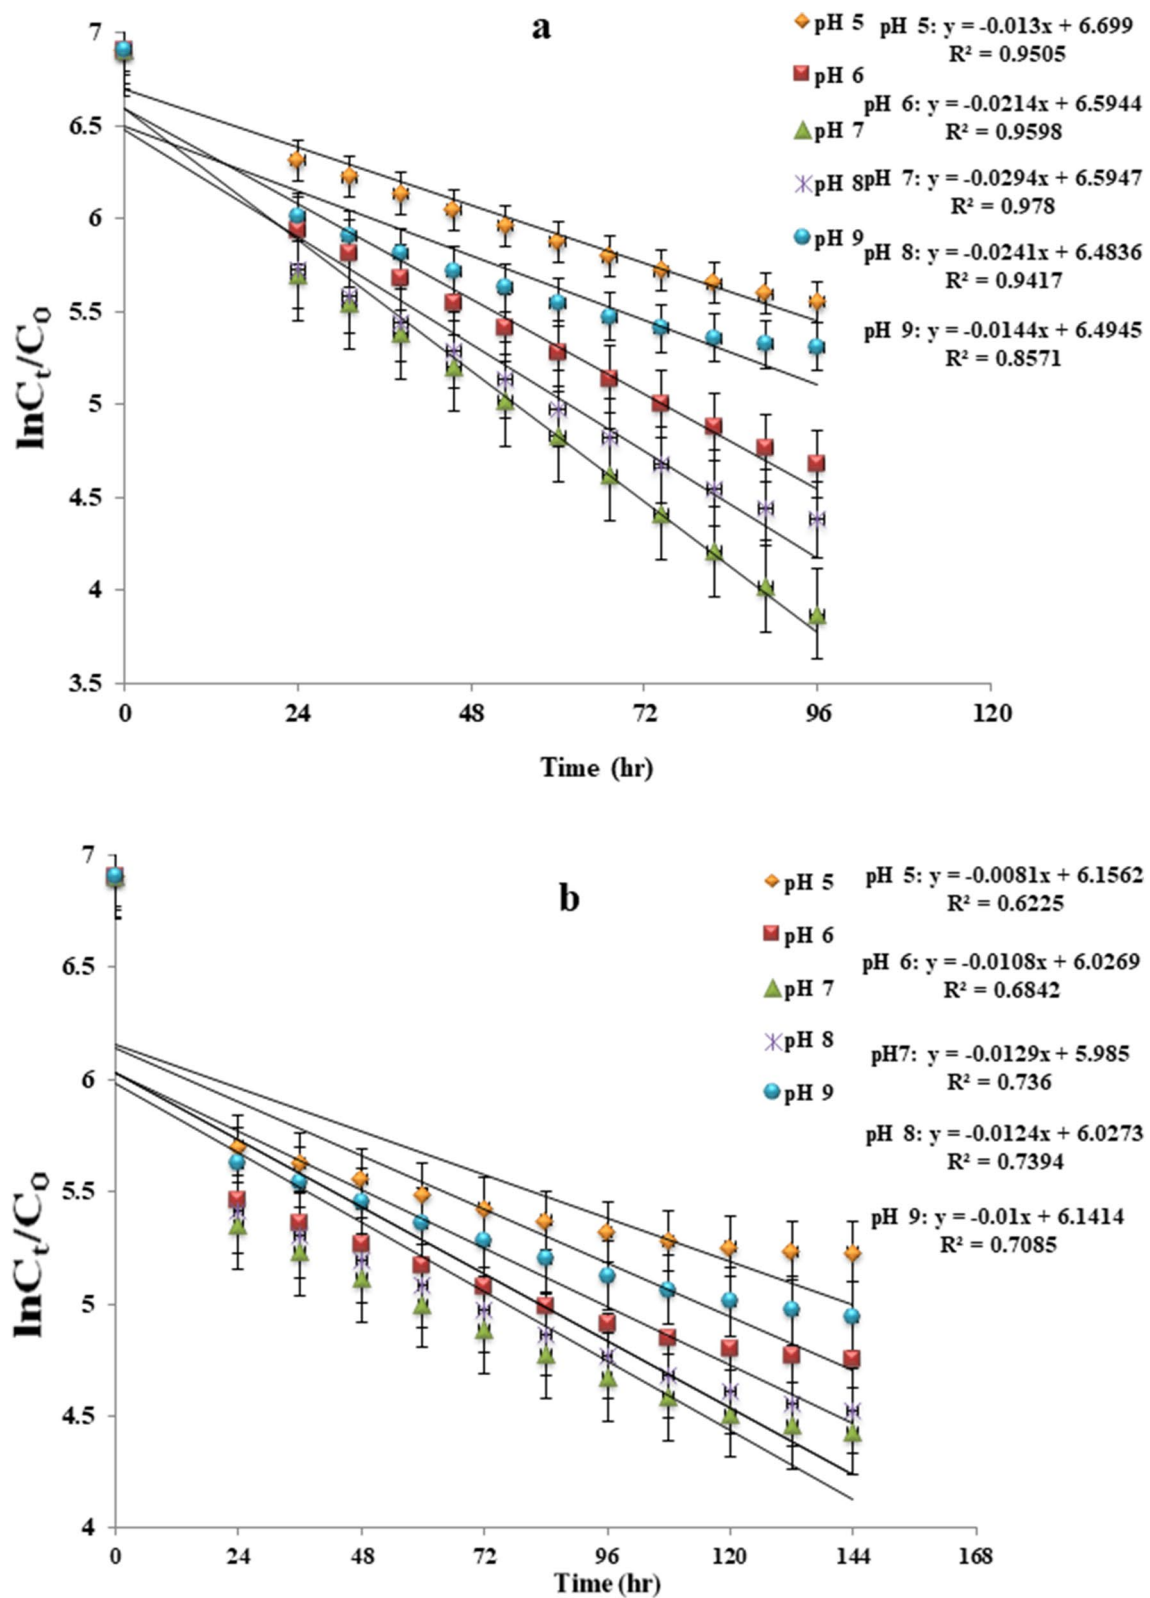 a
7
6.5
6
5.5
5
4.5
4
3.5
lnCt/C0
0 24 48 72 96 120
Time (hr)
pH 5
pH 6
pH 7
pH 8
pH 9
pH 5: y = -0.013x + 6.699
R² = 0.9505
pH 6: y = -0.0214x + 6.5944
R² = 0.9598
pH 7: y = -0.0294x + 6.5947
R² = 0.978
pH 8: y = -0.0241x + 6.4836
R² = 0.9417
pH 9: y = -0.0144x + 6.4945
R² = 0.8571
b
7
6.5
6
5.5
5
4.5
4
lnCt/C0
0 24 48 72 96 120 144 168
Time (hr)
pH 5
pH 6
pH 7
pH 8
pH 9
pH 5: y = -0.0081x + 6.1562
R² = 0.6225
pH 6: y = -0.0108x + 6.0269
R² = 0.6842
pH7: y = -0.0129x + 5.985
R² = 0.736
pH 8: y = -0.0124x + 6.0273
R² = 0.7394
pH 9: y = -0.01x + 6.1414
R² = 0.7085